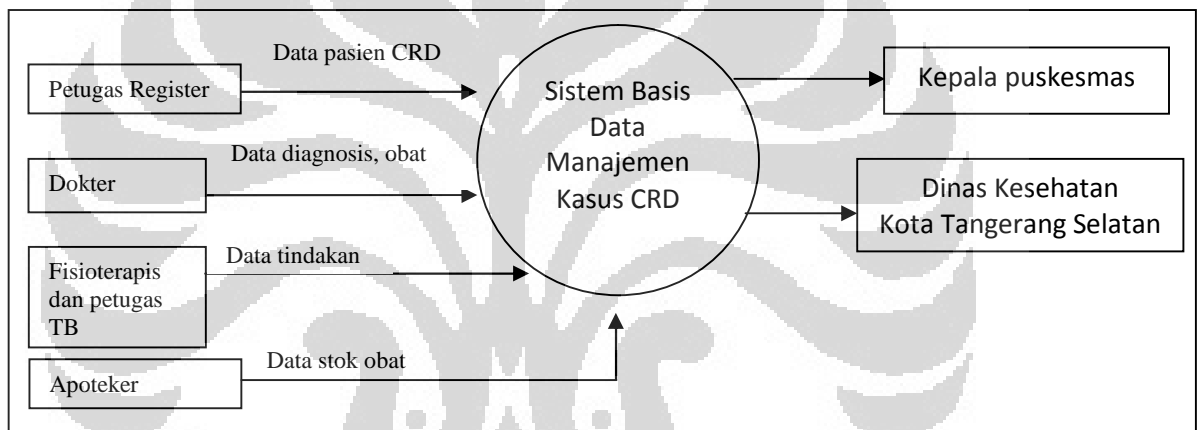 Data pasien CRD
Petugas Register
Data diagnosis, obat
Dokter
Data tindakan
Fisioterapis
dan petugas
TB
Data stok obat
Apoteker
Sistem Basis
Data
Manajemen
Kasus CRD
Kepala puskesmas
Dinas Kesehatan
Kota Tangerang Selatan